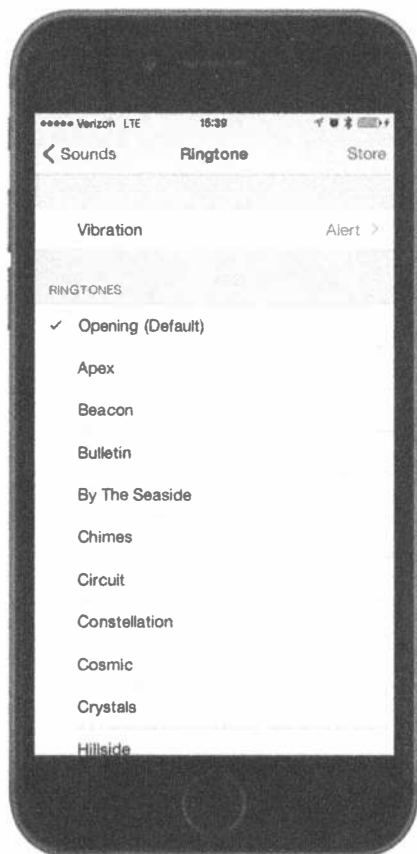 Verizon LTE 16:39
Sounds Ringtone Store
Vibration Alert
RINGTONES
Opening (Default)
Apex
Beacon
Bulletin
By The Seaside
Chimes
Circuit
Constellation
Cosmic
Crystals
Hillside